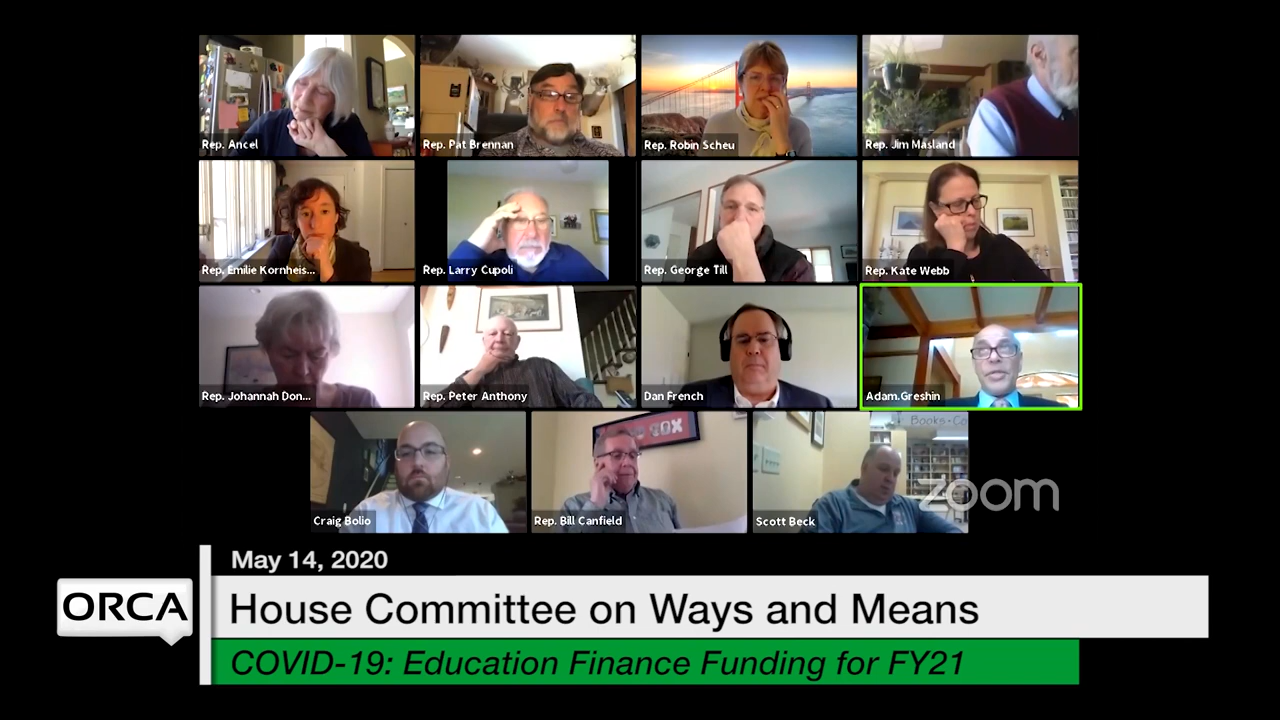 Rep. Ancel
Rep. Pat Brennan
Rep. Robin Scheu
Rep. Jim Masland
Rep. Emilie Kornheis...
Rep. Larry Cupoli
Rep. George Till
Rep. Kate Webb
Rep. Johannah Don...
Rep. Peter Anthony
Dan French
Adam.Greshin
SOX
Books • Co
Craig Bolio
Rep. Bill Canfield
Scott Beck
zoom
May 14, 2020
ORCA
House Committee on Ways and Means
COVID-19: Education Finance Funding for FY21